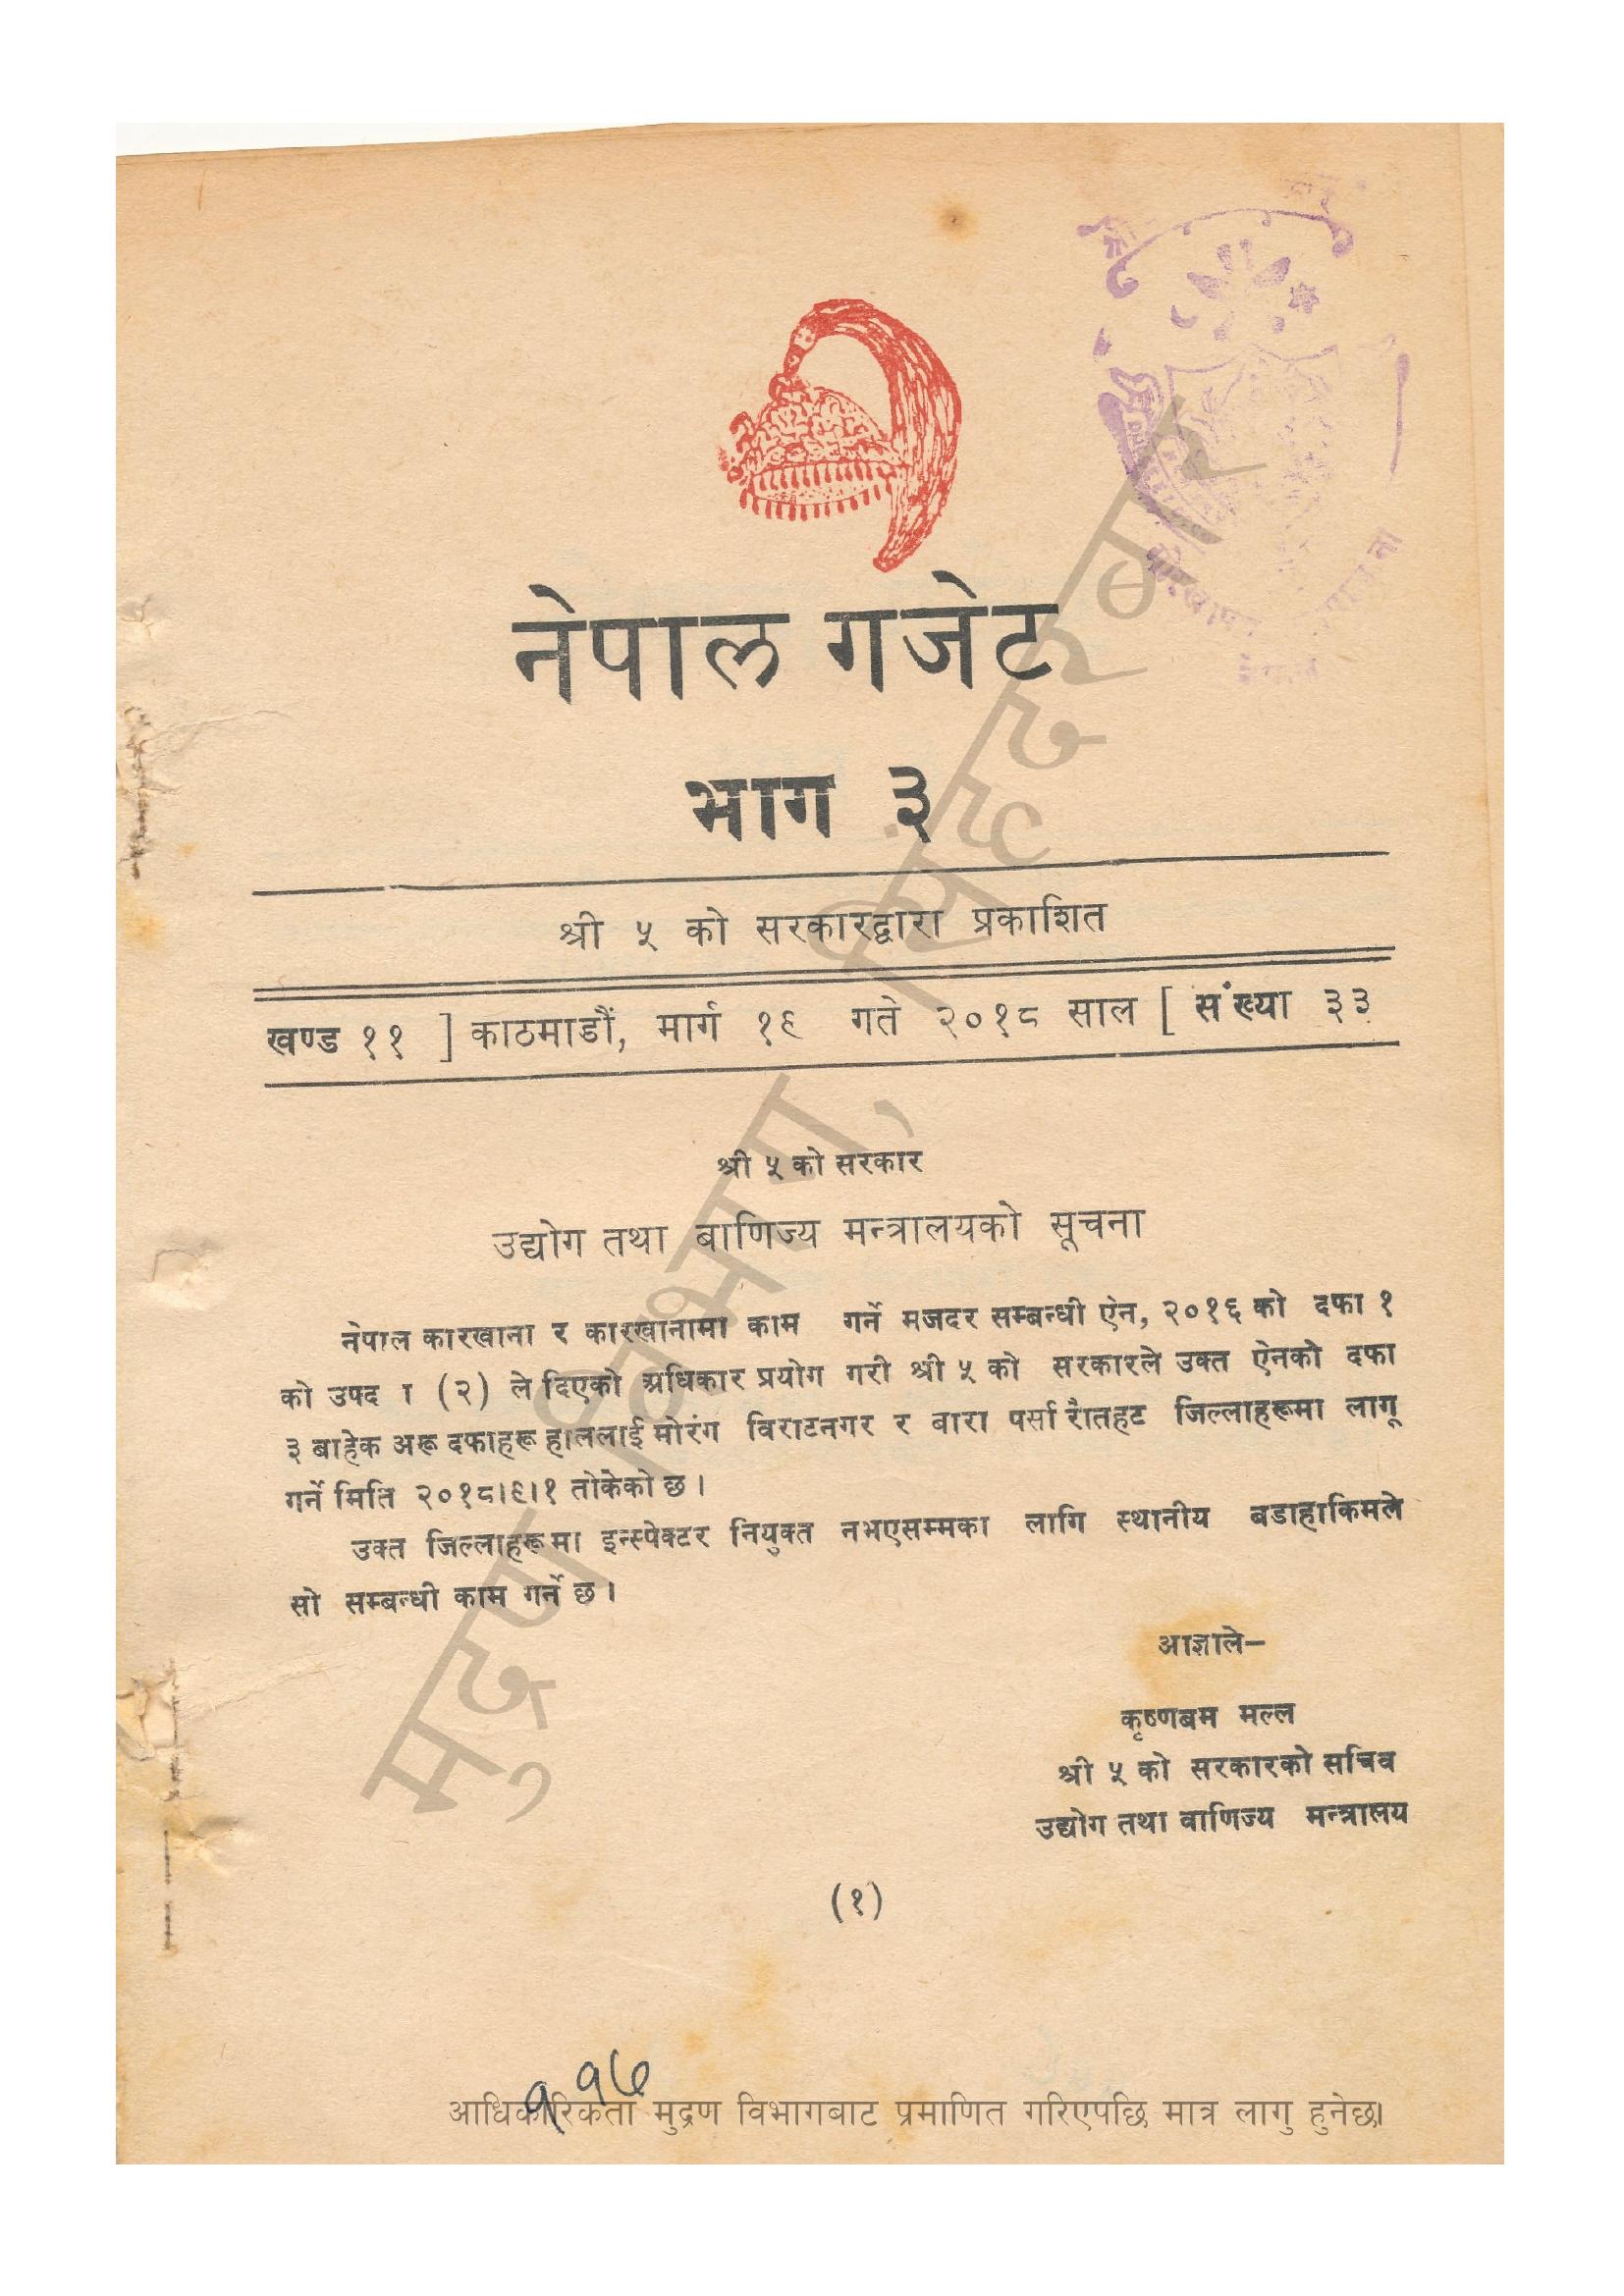 नेपाल गजेट
भाग ३
श्री ५ को सरकारद्वारा प्रकाशित
खण्ड ११ ] काठमाडौं, मार्ग १९ गते २०१८ साल [ संख्या ३३
श्री ५ को सरकार
उद्योग तथा बाणिज्य मन्त्रालयको सूचना
नेपाल कारखाना र कारखानामा काम गर्ने मजदर सम्बन्धी ऐन, २०१६ को दफा १
को उपद ा (२) ले दिएको अधिकार प्रयोग गरी श्री ५ को सरकारले उक्त ऐनको दफा
३ बाहेक अरू दफाहरू हाललाई मोरंग विराटनगर र बारा पर्सा रौतहट जिल्लाहरूमा लागू
गर्ने मिति २०१८।९।१ तोकेको छ ।
उक्त जिल्लाहरूमा इन्स्पेक्टर नियुक्त नभएसम्मका लागि स्थानीय बडाहाकिमले
सो सम्बन्धी काम गर्ने छ ।
आज्ञाले—
कृष्णबम मल्ल
श्री ५ को सरकारको सचिव
उद्योग तथा वाणिज्य मन्त्रालय
(१)
मुद्रण विभाग, सिंहदरबार
११७
आधिकारिकता मुद्रण विभागबाट प्रमाणित गरिएपछि मात्र लागु हुनेछ।